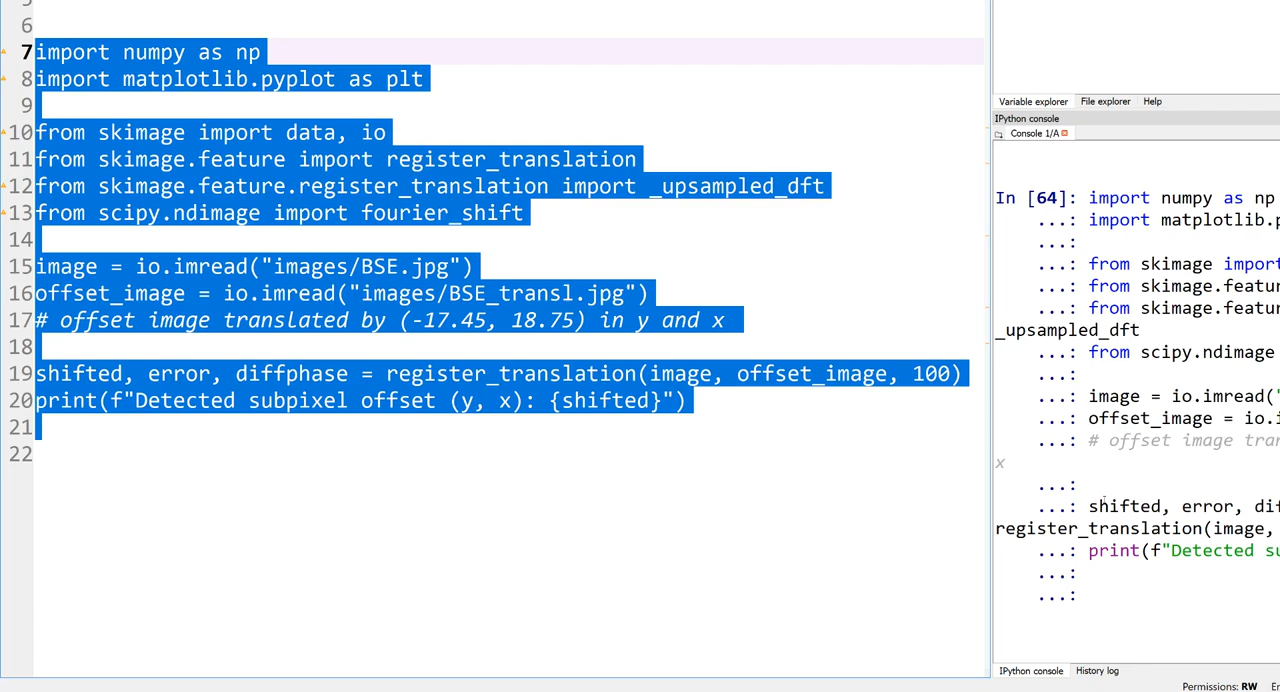 5
6
7 import numpy as np
8 import matplotlib.pyplot as plt
9
10 from skimage import data, io
11 from skimage.feature import register_translation
12 from skimage.feature.register_translation import _upsampled_dft
13 from scipy.ndimage import fourier_shift
14
15 image = io.imread("images/BSE.jpg")
16 offset_image = io.imread("images/BSE_transl.jpg")
17 # offset image translated by (-17.45, 18.75) in y and x
18
19 shifted, error, diffphase = register_translation(image, offset_image, 100)
20 print(f"Detected subpixel offset (y, x): {shifted}")
21
22
Variable explorer File explorer Help
IPython console
Console 1/A
In [64]: import numpy as np
...: import matplotlib.p
...:
...: from skimage import
...: from skimage.featur
...: from skimage.featur
_upsampled_dft
...: from scipy.ndimage
...:
...: image = io.imread("
...: offset_image = io.i
...: # offset image tran
x
...:
...: shifted, error, dif
register_translation(image,
...: print(f"Detected su
...:
...:
IPython console History log
Permissions: RW En